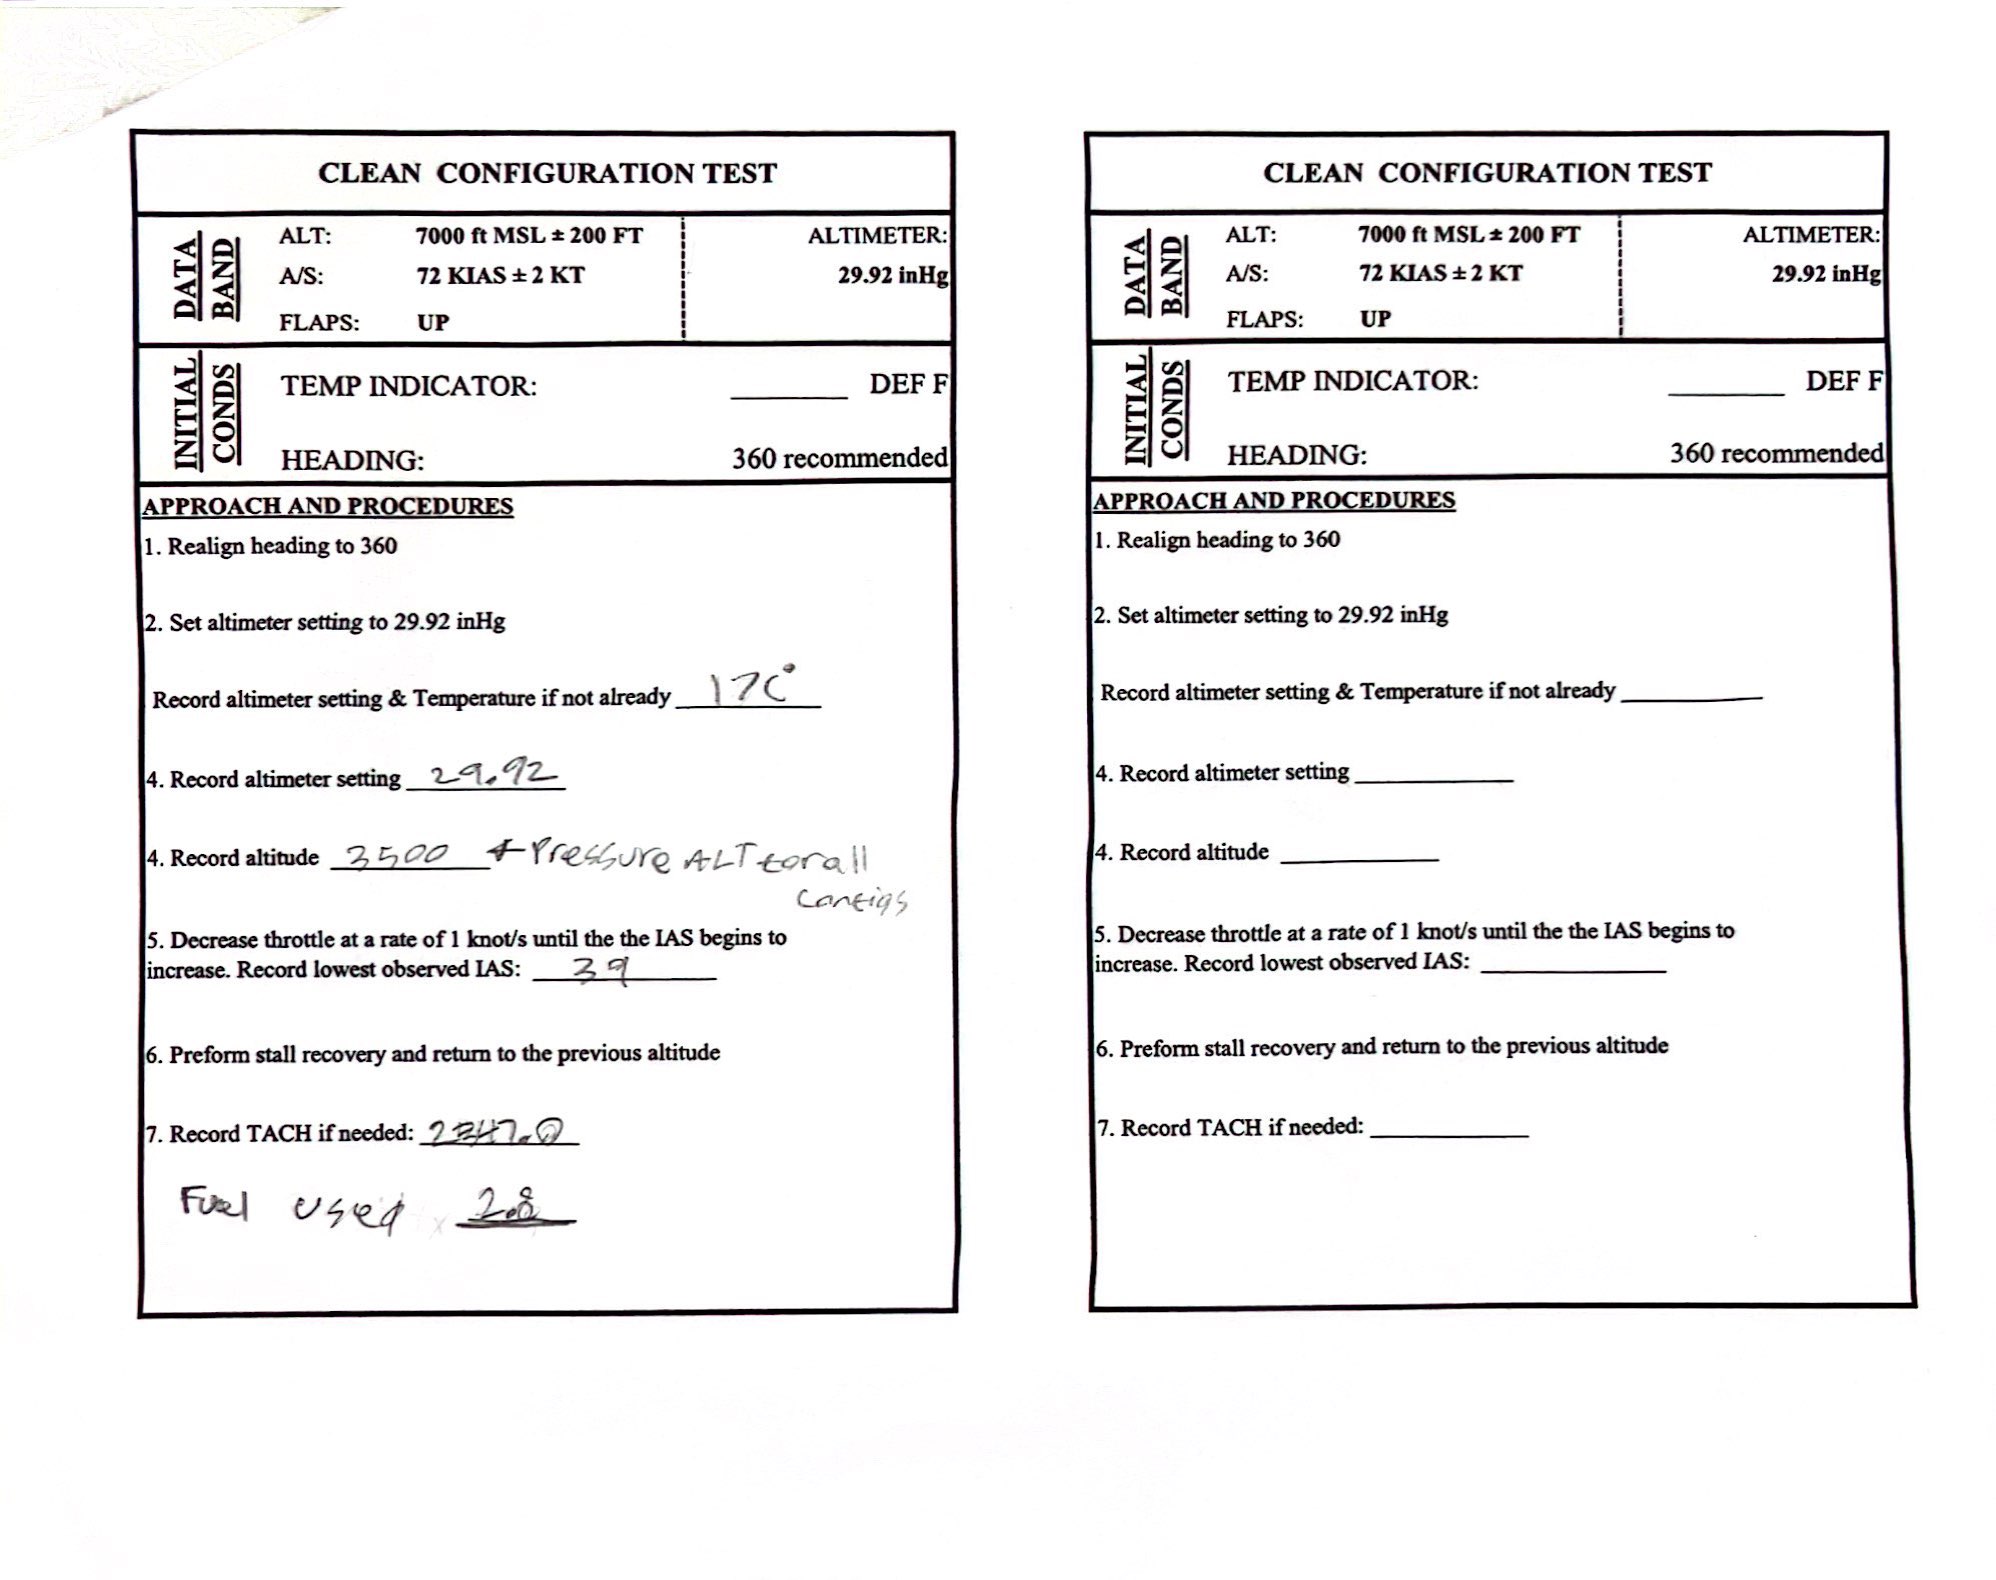 CLEAN CONFIGURATION TEST
DATA BAND
ALT: 7000 ft MSL ± 200 FT ALTIMETER:
A/S: 72 KIAS ± 2 KT 29.92 inHg
FLAPS: UP
INITIAL CONDS
TEMP INDICATOR: ______ DEF F
HEADING: 360 recommended
APPROACH AND PROCEDURES
1. Realign heading to 360
2. Set altimeter setting to 29.92 inHg
Record altimeter setting & Temperature if not already 17C°
4. Record altimeter setting 29.92
4. Record altitude 3500 ← Pressure ALT for all
Configs
5. Decrease throttle at a rate of 1 knot/s until the the IAS begins to
increase. Record lowest observed IAS: 39
6. Preform stall recovery and return to the previous altitude
7. Record TACH if needed: 2347.0
Fuel used 2.8
CLEAN CONFIGURATION TEST
DATA BAND
ALT: 7000 ft MSL ± 200 FT ALTIMETER:
A/S: 72 KIAS ± 2 KT 29.92 inHg
FLAPS: UP
INITIAL CONDS
TEMP INDICATOR: ______ DEF F
HEADING: 360 recommended
APPROACH AND PROCEDURES
1. Realign heading to 360
2. Set altimeter setting to 29.92 inHg
Record altimeter setting & Temperature if not already ______
4. Record altimeter setting ______
4. Record altitude ______
5. Decrease throttle at a rate of 1 knot/s until the the IAS begins to
increase. Record lowest observed IAS: ______
6. Preform stall recovery and return to the previous altitude
7. Record TACH if needed: ______